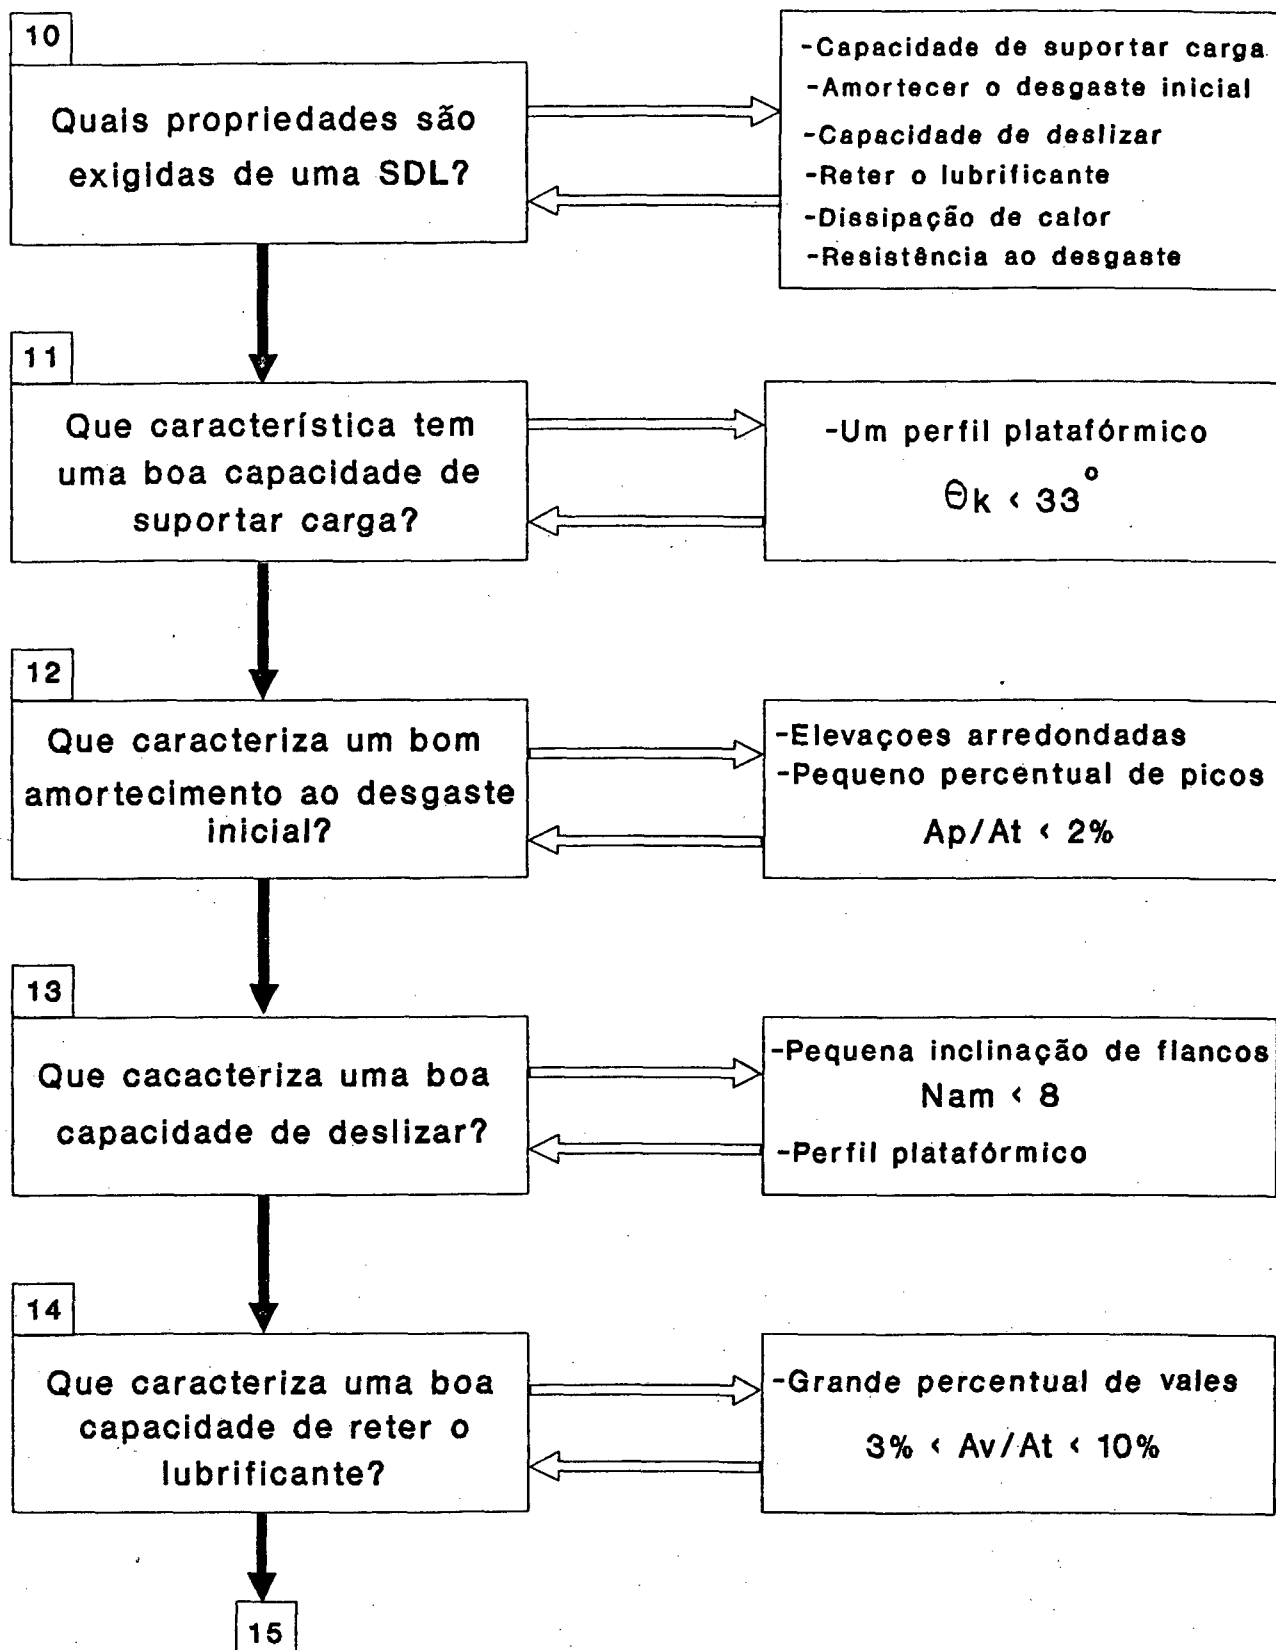 10
Quais propriedades são
exigidas de uma SDL?
-Capacidade de suportar carga
-Amortecer o desgaste inicial
-Capacidade de deslizar
-Reter o lubrificante
-Dissipação de calor
-Resistência ao desgaste
11
Que característica tem
uma boa capacidade de
suportar carga?
-Um perfil platafórmico
Θk < 33°
12
Que caracteriza um bom
amortecimento ao desgaste
inicial?
-Elevaçoes arredondadas
-Pequeno percentual de picos
Ap/At < 2%
13
Que cacacteriza uma boa
capacidade de deslizar?
-Pequena inclinação de flancos
Nam < 8
-Perfil platafórmico
14
Que caracteriza uma boa
capacidade de reter o
lubrificante?
-Grande percentual de vales
3% < Av/At < 10%
15